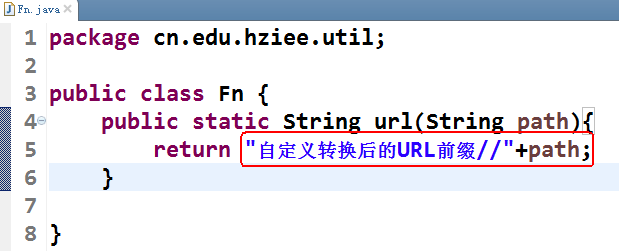 Fn.java
1 package cn.edu.hziee.util;
2
3 public class Fn {
4 public static String url(String path){
5 return "自定义转换后的URL前缀//"+path;
6 }
7
8 }